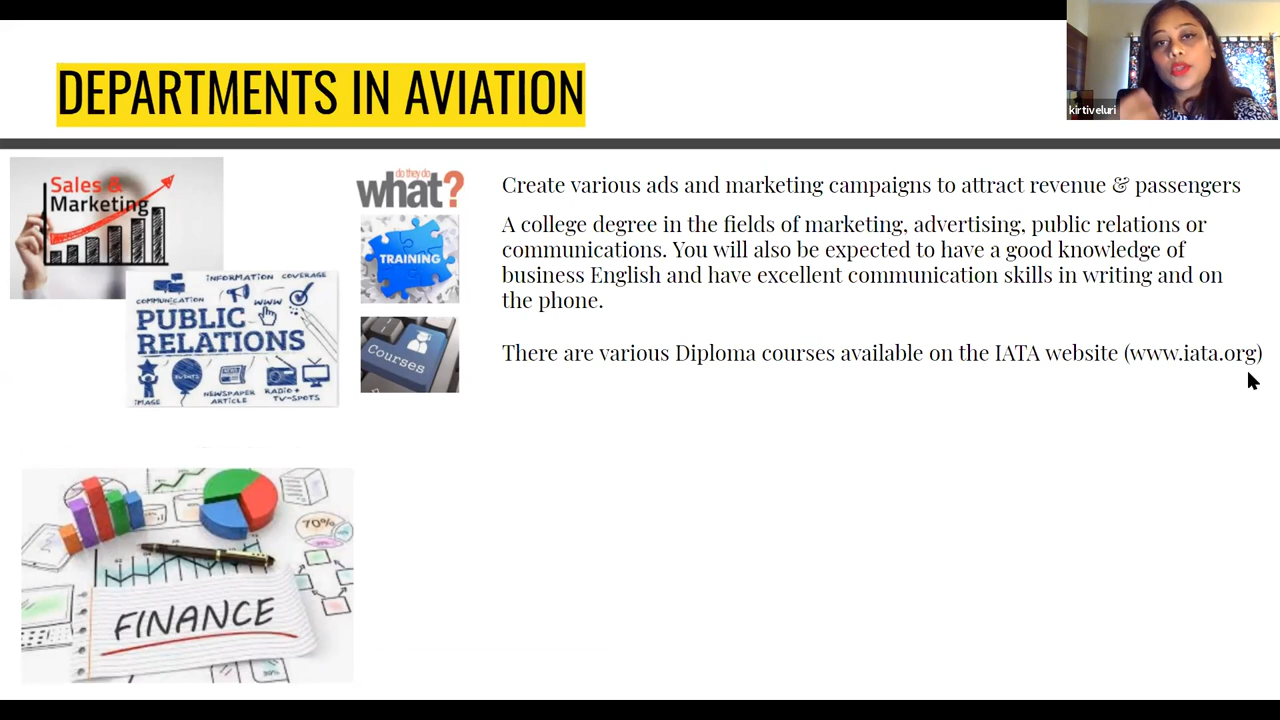 kirtiveluri
DEPARTMENTS IN AVIATION
Sales &
Marketing
INFORMATION COVERAGE
COMMUNICATION
WWW
PUBLIC
RELATIONS
EVENTS
IMAGE
NEWSPAPER
ARTICLE
RADIO +
TV-SPOTS
do they do
what?
TRAINING
Courses
Create various ads and marketing campaigns to attract revenue & passengers
A college degree in the fields of marketing, advertising, public relations or
communications. You will also be expected to have a good knowledge of
business English and have excellent communication skills in writing and on
the phone.
There are various Diploma courses available on the IATA website (www.iata.org)
70%
FINANCE
30%